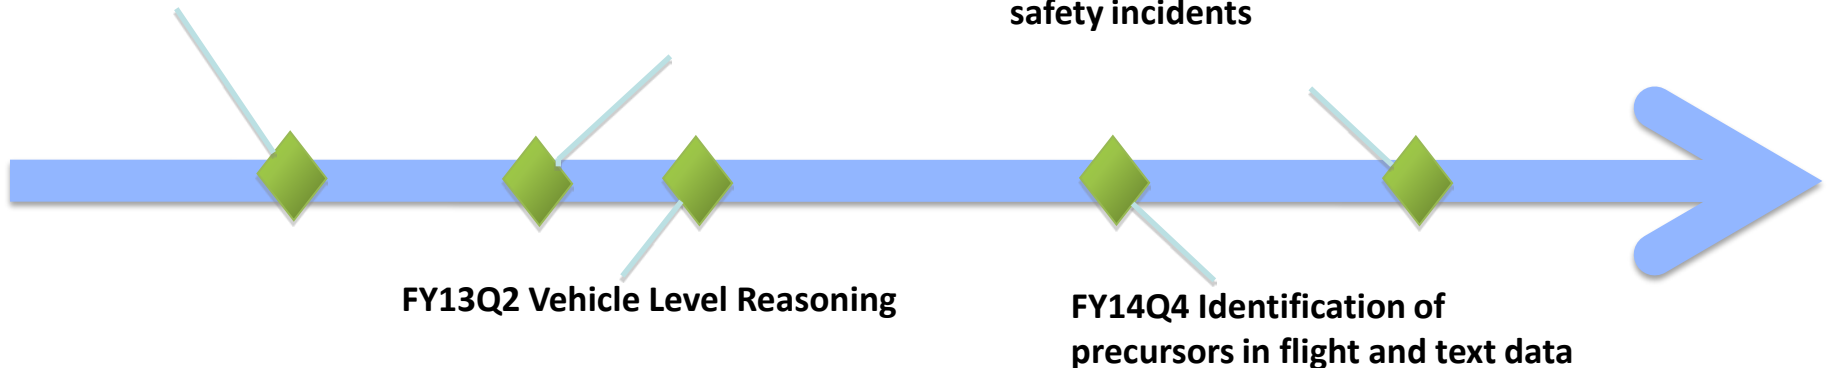 safety incidents
FY13Q2 Vehicle Level Reasoning
FY14Q4 Identification of
precursors in flight and text data